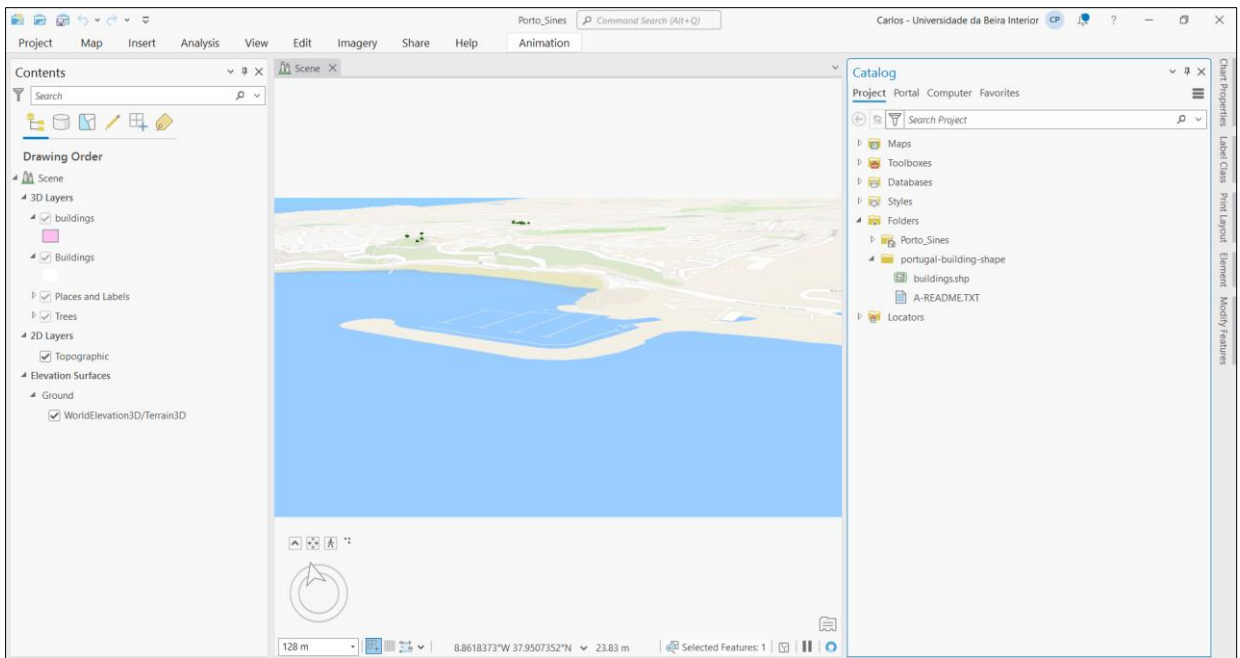 Porto_Sines
Command Search (Alt+Q)
Carlos - Universidade da Beira Interior
CP
?
Project Map Insert Analysis View Edit Imagery Share Help Animation
Contents
Search
Drawing Order
Scene
3D Layers
buildings
Buildings
Places and Labels
Trees
2D Layers
Topographic
Elevation Surfaces
Ground
WorldElevation3D/Terrain3D
Scene
128 m
8.8618373°W 37.9507352°N
23.83 m
Selected Features: 1
Catalog
Project Portal Computer Favorites
Search Project
Maps
Toolboxes
Databases
Styles
Folders
Porto_Sines
portugal-building-shape
buildings.shp
A-README.TXT
Locators
Chart Properties
Label Class
Print Layout
Element
Modify Features